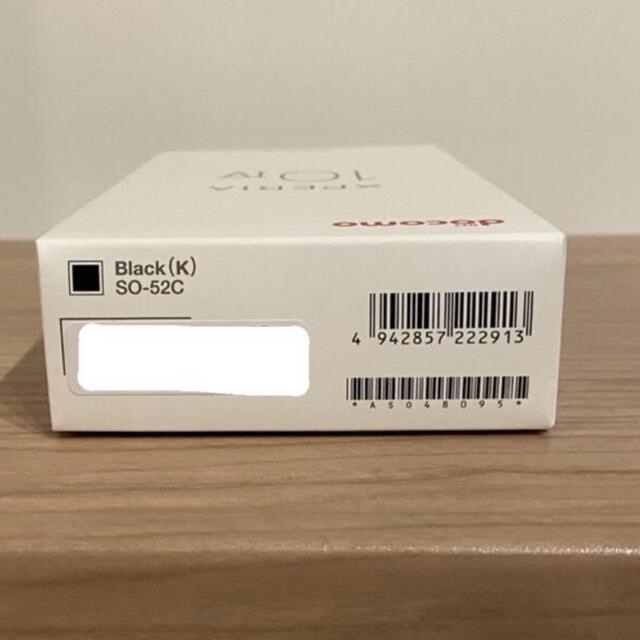 XPERIA
10 IV
docomo
Black(K)
SO-52C
4 942857 222913
*AS048095*